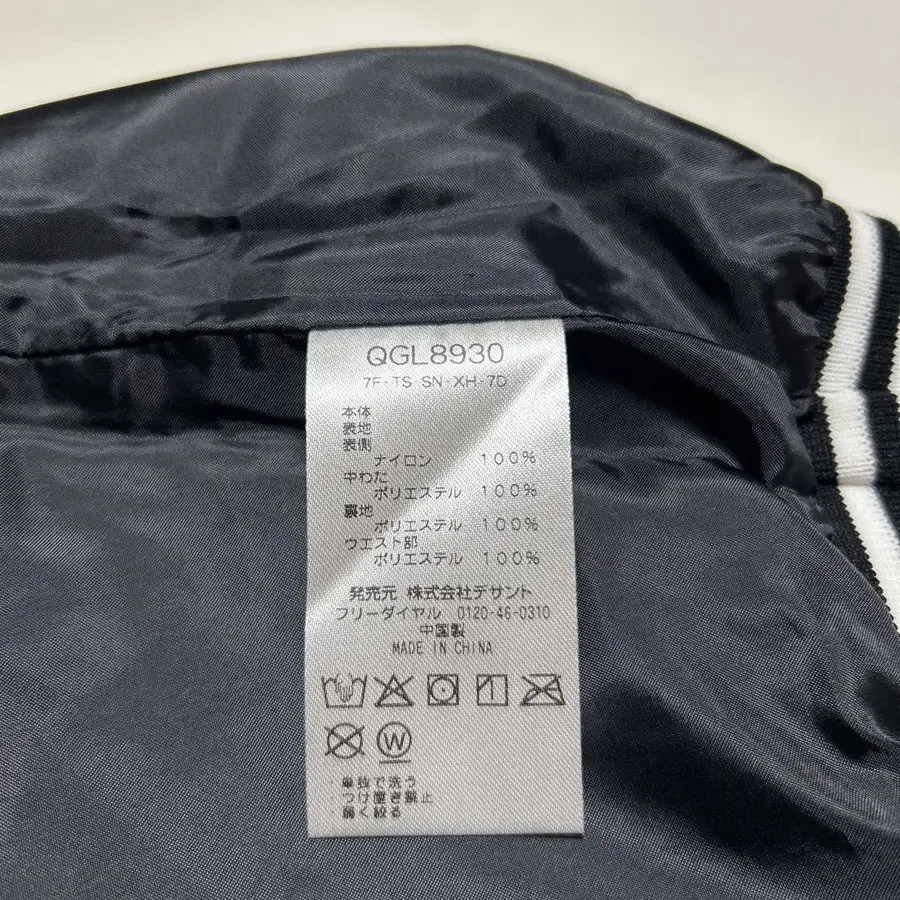 QGL8930
7F-TS-SN-XH-7D
本体
表地
表側
ナイロン 100%
中わた
ポリエステル 100%
裏地
ポリエステル 100%
ウエスト部
ポリエステル 100%
発売元 株式会社デサント
フリーダイヤル 0120-46-0310
中国製
MADE IN CHINA
W
・単独で洗う
・つけ置き禁止
・弱く絞る